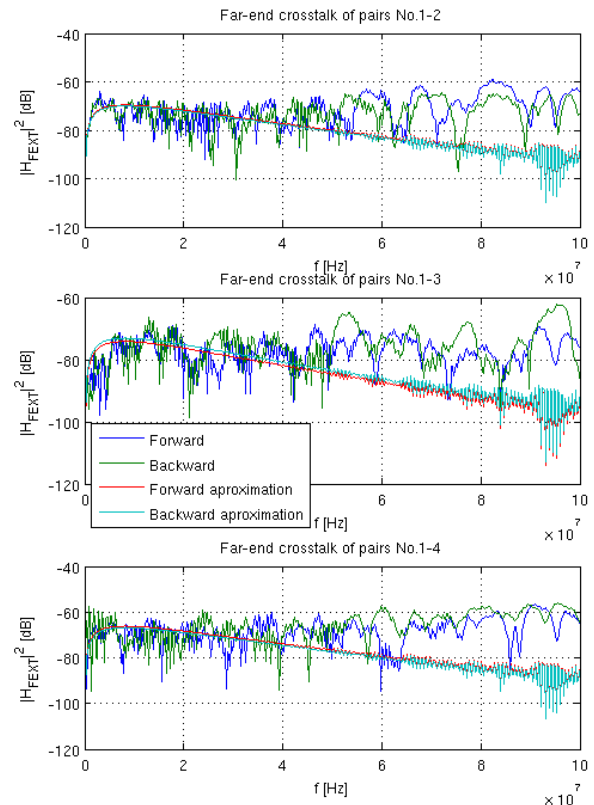 Far-end crosstalk of pairs No.1-2
|H_FEXT|^2 [dB]
-40
-60
-80
-100
-120
0 2 4 6 8 10
f [Hz]
× 10^7
Far-end crosstalk of pairs No.1-3
|H_FEXT|^2 [dB]
-60
-80
-100
-120
Forward
Backward
Forward aproximation
Backward aproximation
0 2 4 6 8 10
f [Hz]
× 10^7
Far-end crosstalk of pairs No.1-4
|H_FEXT|^2 [dB]
-40
-60
-80
-100
-120
0 2 4 6 8 10
f [Hz]
× 10^7